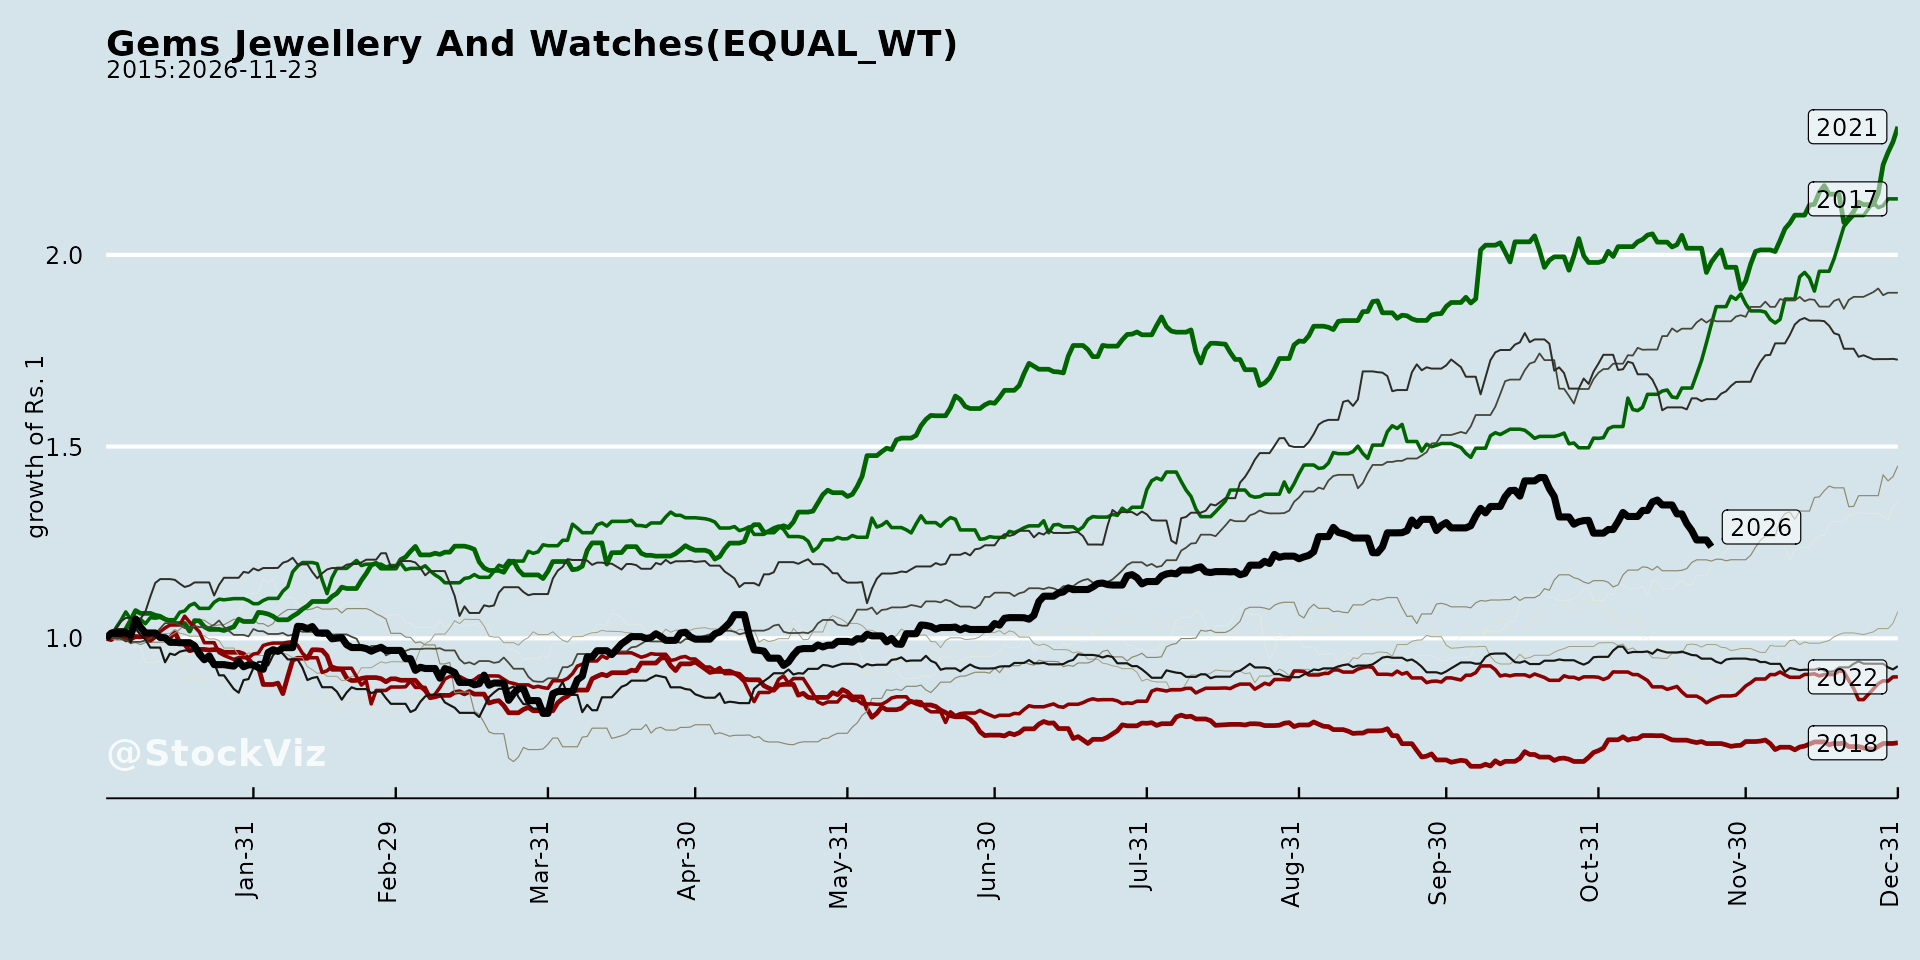 Gems Jewellery And Watches(EQUAL_WT)
2015:2026-11-23
2021
2017
2.0
growth of Rs. 1
1.5
2026
1.0
2022
2018
@StockViz
Jan-31
Feb-29
Mar-31
Apr-30
May-31
Jun-30
Jul-31
Aug-31
Sep-30
Oct-31
Nov-30
Dec-31